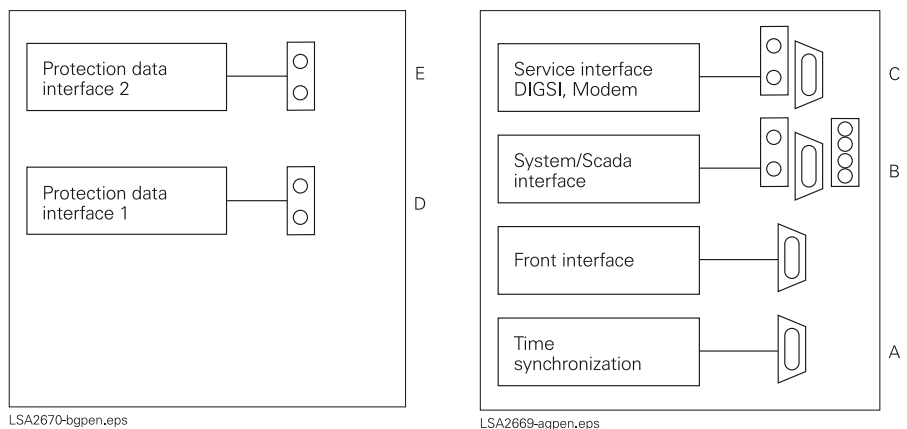 Protection data
interface 2
E
Protection data
interface 1
D
LSA2670-bgpen.eps
Service interface
DIGSI, Modem
C
System/Scada
interface
B
Front interface
Time
synchronization
A
LSA2669-agpen.eps